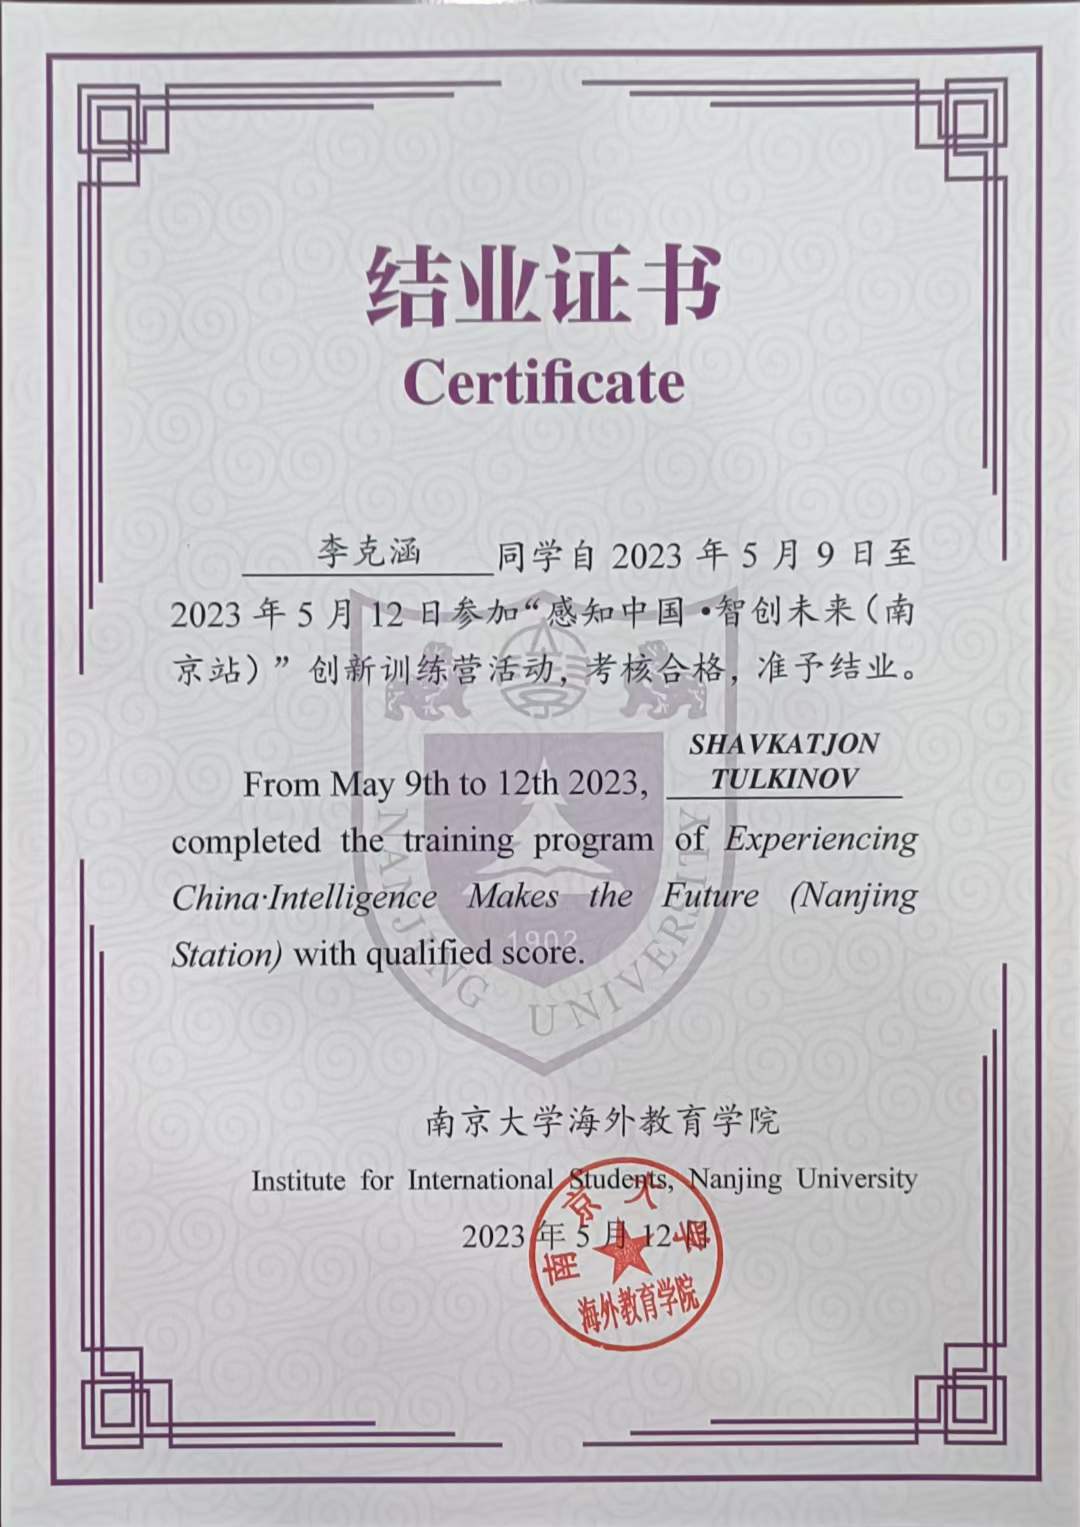 结业证书
Certificate
李克涵 同学自 2023 年 5 月 9 日至
2023 年 5 月 12 日参加“感知中国·智创未来（南
京站）”创新训练营活动，考核合格，准予结业。
SHAVKATJON
TULKINOV
From May 9th to 12th 2023,
completed the training program of Experiencing
China·Intelligence Makes the Future (Nanjing
Station) with qualified score.
1902
NANJING UNIVERSITY
南京大学海外教育学院
Institute for International Students, Nanjing University
2023 年 5 月 12 日
南京大学
海外教育学院